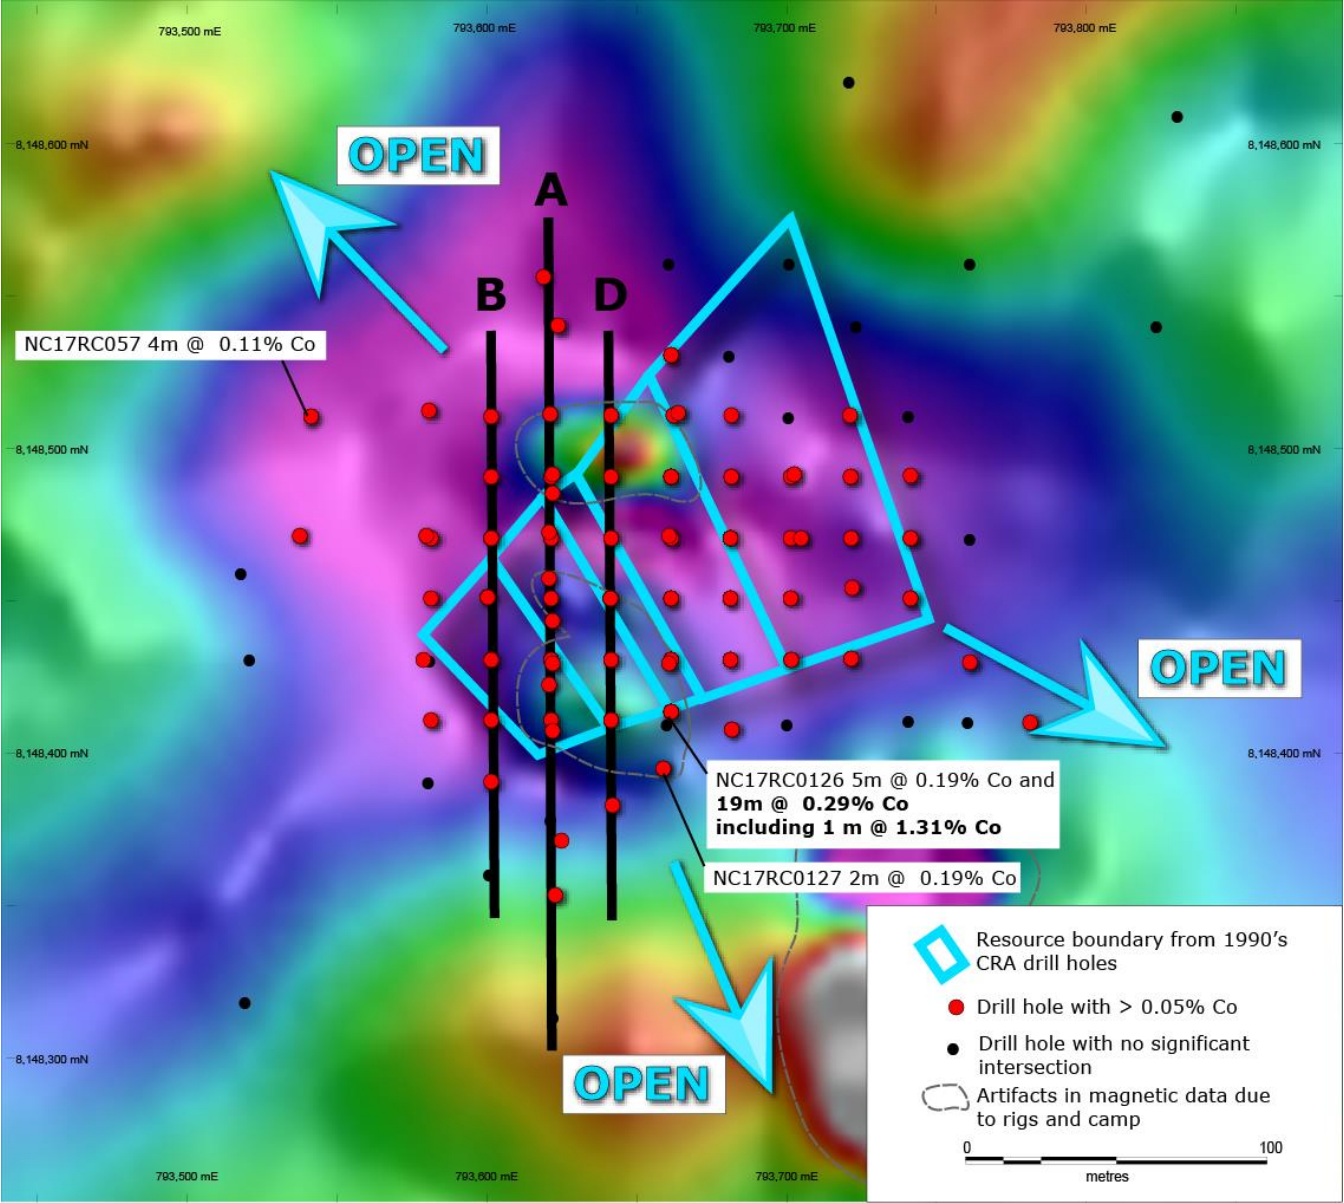 793,500 mE
793,600 mE
793,700 mE
793,800 mE
8,148,600 mN
8,148,600 mN
OPEN
A
B
D
NC17RC057 4m @ 0.11% Co
8,148,500 mN
8,148,500 mN
OPEN
8,148,400 mN
8,148,400 mN
NC17RC0126 5m @ 0.19% Co and
19m @ 0.29% Co
including 1 m @ 1.31% Co
NC17RC0127 2m @ 0.19% Co
8,148,300 mN
OPEN
Resource boundary from 1990's
CRA drill holes
Drill hole with > 0.05% Co
Drill hole with no significant
intersection
Artifacts in magnetic data due
to rigs and camp
0 100
metres
793,500 mE
793,600 mE
793,700 mE